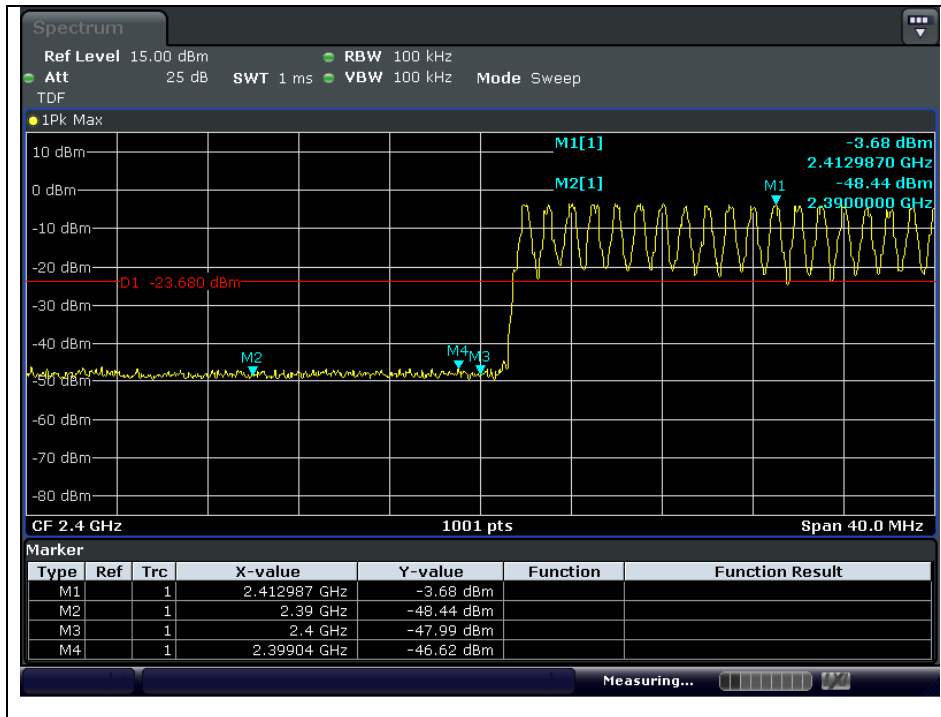 Spectrum
Ref Level 15.00 dBm RBW 100 kHz
Att 25 dB SWT 1 ms VBW 100 kHz Mode Sweep
TDF
1Pk Max
M1[1] -3.68 dBm
2.4129870 GHz
M2[1] -48.44 dBm
2.3900000 GHz
10 dBm
0 dBm
-10 dBm
-20 dBm
-30 dBm
-40 dBm
-50 dBm
-60 dBm
-70 dBm
-80 dBm
D1 -23.680 dBm
M1
M2
M4
M3
CF 2.4 GHz 1001 pts Span 40.0 MHz
Marker
Type Ref Trc X-value Y-value Function Function Result
M1 1 2.412987 GHz -3.68 dBm
M2 1 2.39 GHz -48.44 dBm
M3 1 2.4 GHz -47.99 dBm
M4 1 2.39904 GHz -46.62 dBm
Measuring...